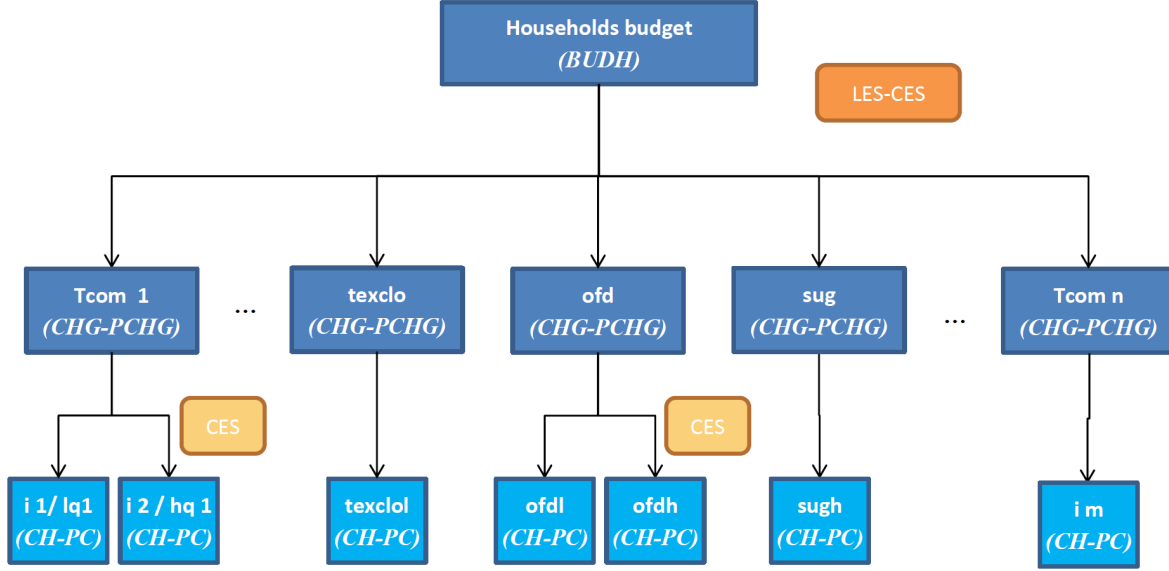 Households budget
(BUDH)
LES-CES
Tcom 1
(CHG-PCHG)
...
texclo
(CHG-PCHG)
ofd
(CHG-PCHG)
sug
(CHG-PCHG)
...
Tcom n
(CHG-PCHG)
CES
CES
i 1/ lq1
(CH-PC)
i 2 / hq 1
(CH-PC)
texclol
(CH-PC)
ofdl
(CH-PC)
ofdh
(CH-PC)
sugh
(CH-PC)
i m
(CH-PC)